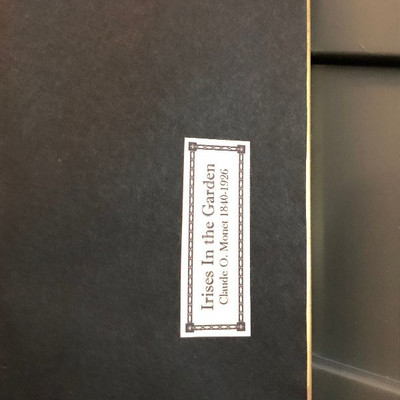 Irises In the Garden
Claude O. Monet 1840-1926